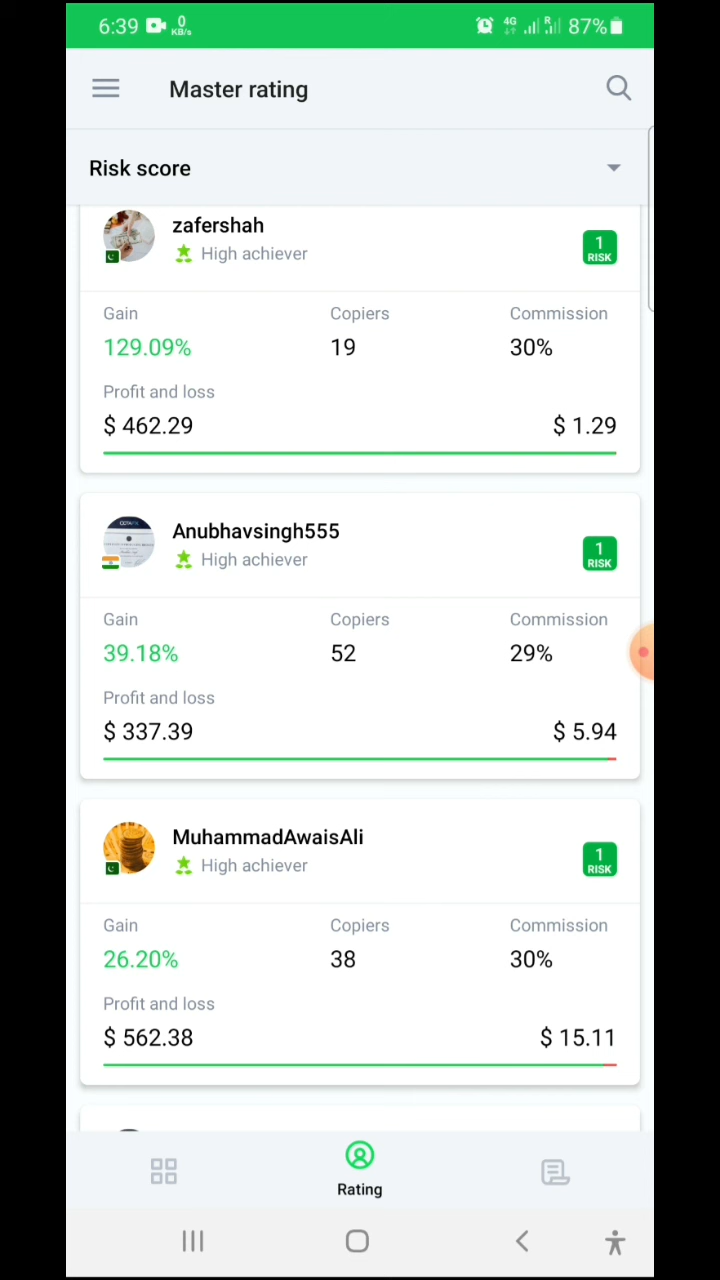 6:39 0 KB/s 4G R 87%
Master rating
Risk score
zafershah
High achiever
1
RISK
Gain Copiers Commission
129.09% 19 30%
Profit and loss
$ 462.29 $ 1.29
Anubhavsingh555
High achiever
1
RISK
Gain Copiers Commission
39.18% 52 29%
Profit and loss
$ 337.39 $ 5.94
MuhammadAwaisAli
High achiever
1
RISK
Gain Copiers Commission
26.20% 38 30%
Profit and loss
$ 562.38 $ 15.11
Rating